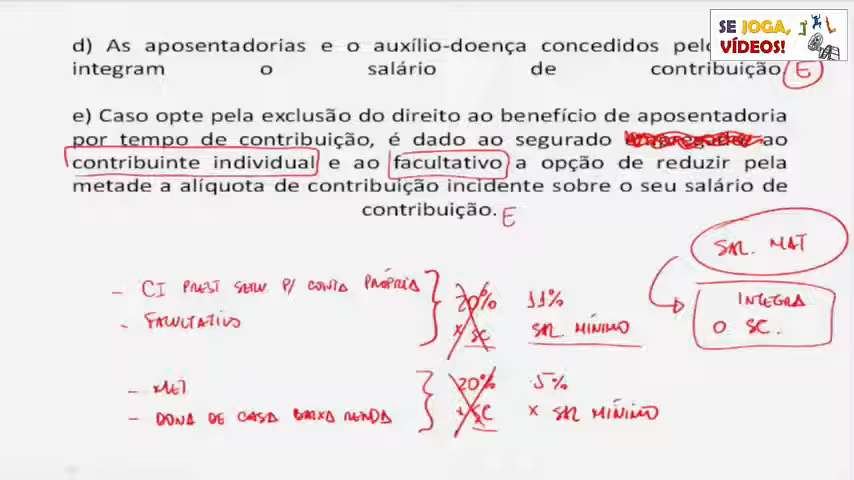 SE JOGA,
VÍDEOS!
d) As aposentadorias e o auxílio-doença concedidos pelo
integram o salário de contribuição. E
e) Caso opte pela exclusão do direito ao benefício de aposentadoria
por tempo de contribuição, é dado ao segurado ao
contribuinte individual e ao facultativo a opção de reduzir pela
metade a alíquota de contribuição incidente sobre o seu salário de
contribuição. E
SAL. MAT
INTEGRA
O SC.
- CI PREST SERV P/ CONTA PRÓPRIA
- FACULTATIVO
20%
x SC
11%
SAL MÍNIMO
- MEI
- DONA DE CASA BAIXA RENDA
20%
x SC
5%
x SAL MÍNIMO